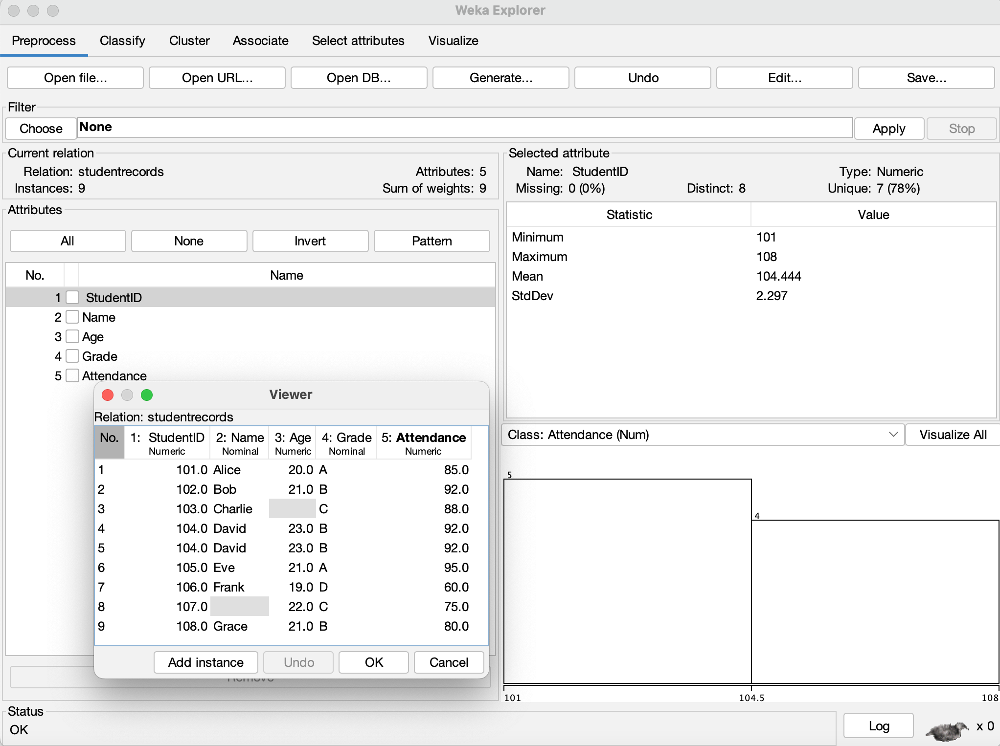 Weka Explorer
Preprocess Classify Cluster Associate Select attributes Visualize
Open file... Open URL... Open DB... Generate... Undo Edit... Save...
Filter
Choose None Apply Stop
Current relation
Relation: studentrecords Attributes: 5
Instances: 9 Sum of weights: 9
Selected attribute
Name: StudentID Type: Numeric
Missing: 0 (0%) Distinct: 8 Unique: 7 (78%)
Attributes
All None Invert Pattern
No. Name
1 StudentID
2 Name
3 Age
4 Grade
5 Attendance
Statistic Value
Minimum 101
Maximum 108
Mean 104.444
StdDev 2.297
Viewer
Relation: studentrecords
No. 1: StudentID 2: Name 3: Age 4: Grade 5: Attendance
Numeric Nominal Numeric Nominal Numeric
1 101.0 Alice 20.0 A 85.0
2 102.0 Bob 21.0 B 92.0
3 103.0 Charlie C 88.0
4 104.0 David 23.0 B 92.0
5 104.0 David 23.0 B 92.0
6 105.0 Eve 21.0 A 95.0
7 106.0 Frank 19.0 D 60.0
8 107.0 22.0 C 75.0
9 108.0 Grace 21.0 B 80.0
Add instance Undo OK Cancel
Remove
Class: Attendance (Num) Visualize All
5
4
101 104.5 108
Status
OK
Log x 0